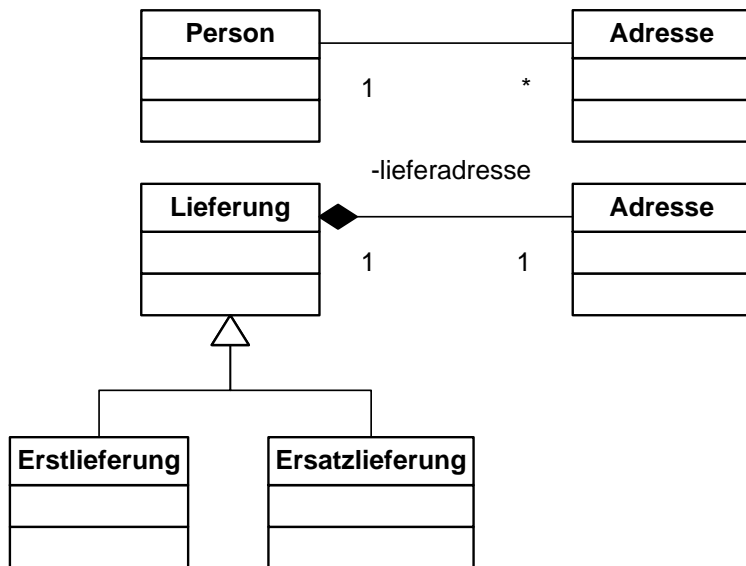 Person
Adresse
1
*
-lieferadresse
Lieferung
Adresse
1
1
Erstlieferung
Ersatzlieferung